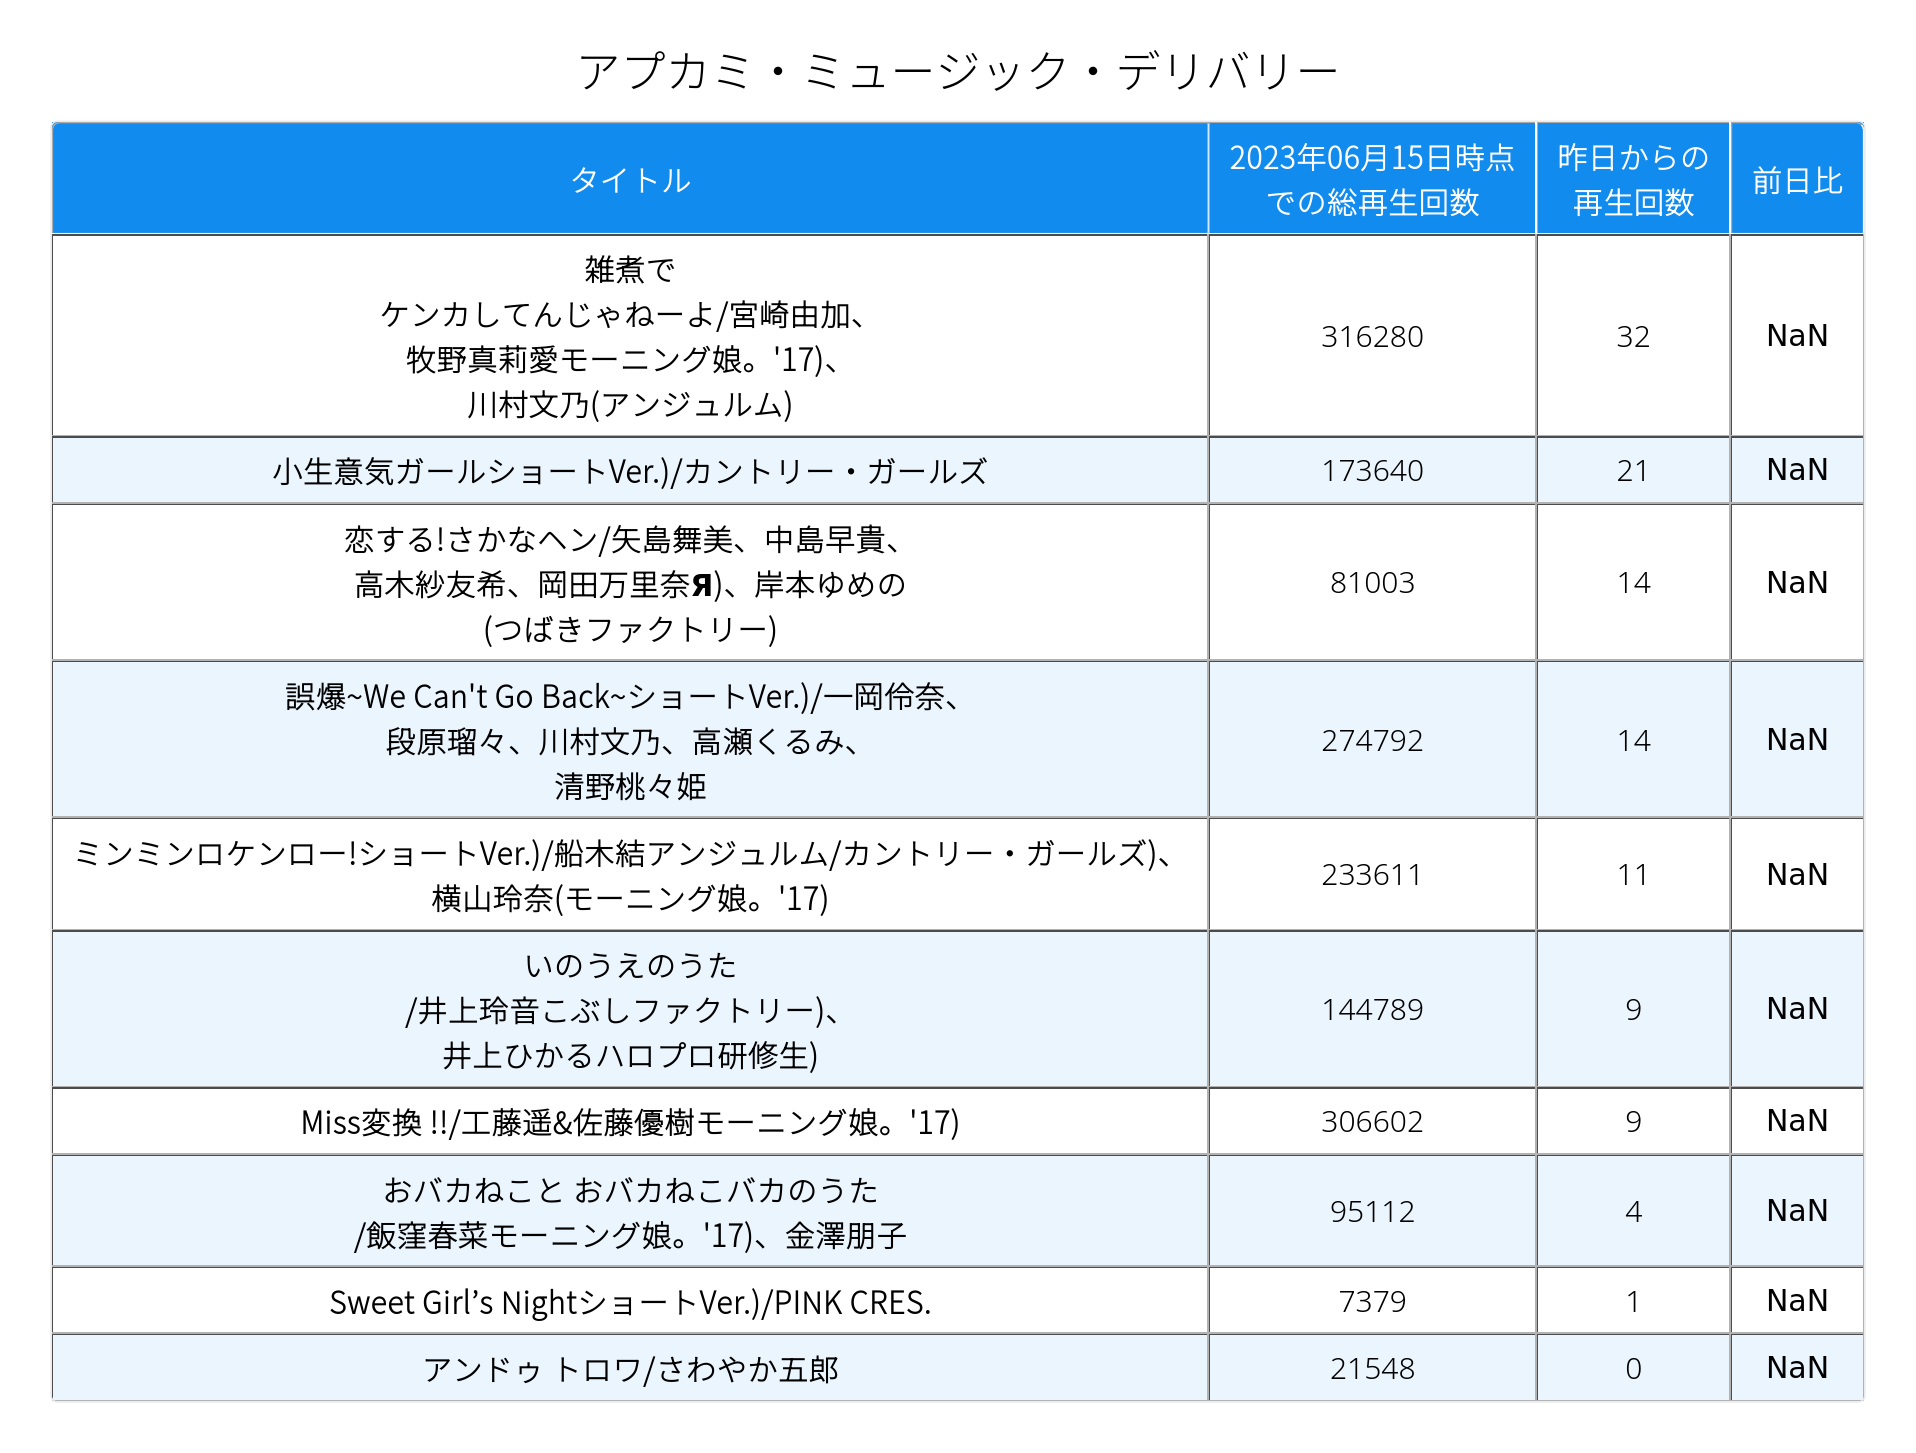 アプカミ・ミュージック・デリバリー
タイトル
2023年06月15日時点
での総再生回数
昨日からの
再生回数
前日比
雑煮で
ケンカしてんじゃねーよ/宮崎由加、
牧野真莉愛モーニング娘。'17)、
川村文乃(アンジュルム)
316280
32
NaN
小生意気ガールショートVer.)/カントリー・ガールズ
173640
21
NaN
恋する!さかなヘン/矢島舞美、中島早貴、
高木紗友希、岡田万里奈Я)、岸本ゆめの
(つばきファクトリー)
81003
14
NaN
誤爆~We Can't Go Back~ショートVer.)/一岡伶奈、
段原瑠々、川村文乃、高瀬くるみ、
清野桃々姫
274792
14
NaN
ミンミンロケンロー!ショートVer.)/船木結アンジュルム/カントリー・ガールズ)、
横山玲奈(モーニング娘。'17)
233611
11
NaN
いのうえのうた
/井上玲音こぶしファクトリー)、
井上ひかるハロプロ研修生)
144789
9
NaN
Miss変換 !!/工藤遥&佐藤優樹モーニング娘。'17)
306602
9
NaN
おバカねこと おバカねこバカのうた
/飯窪春菜モーニング娘。'17)、金澤朋子
95112
4
NaN
Sweet Girl’s NightショートVer.)/PINK CRES.
7379
1
NaN
アンドゥ トロワ/さわやか五郎
21548
0
NaN